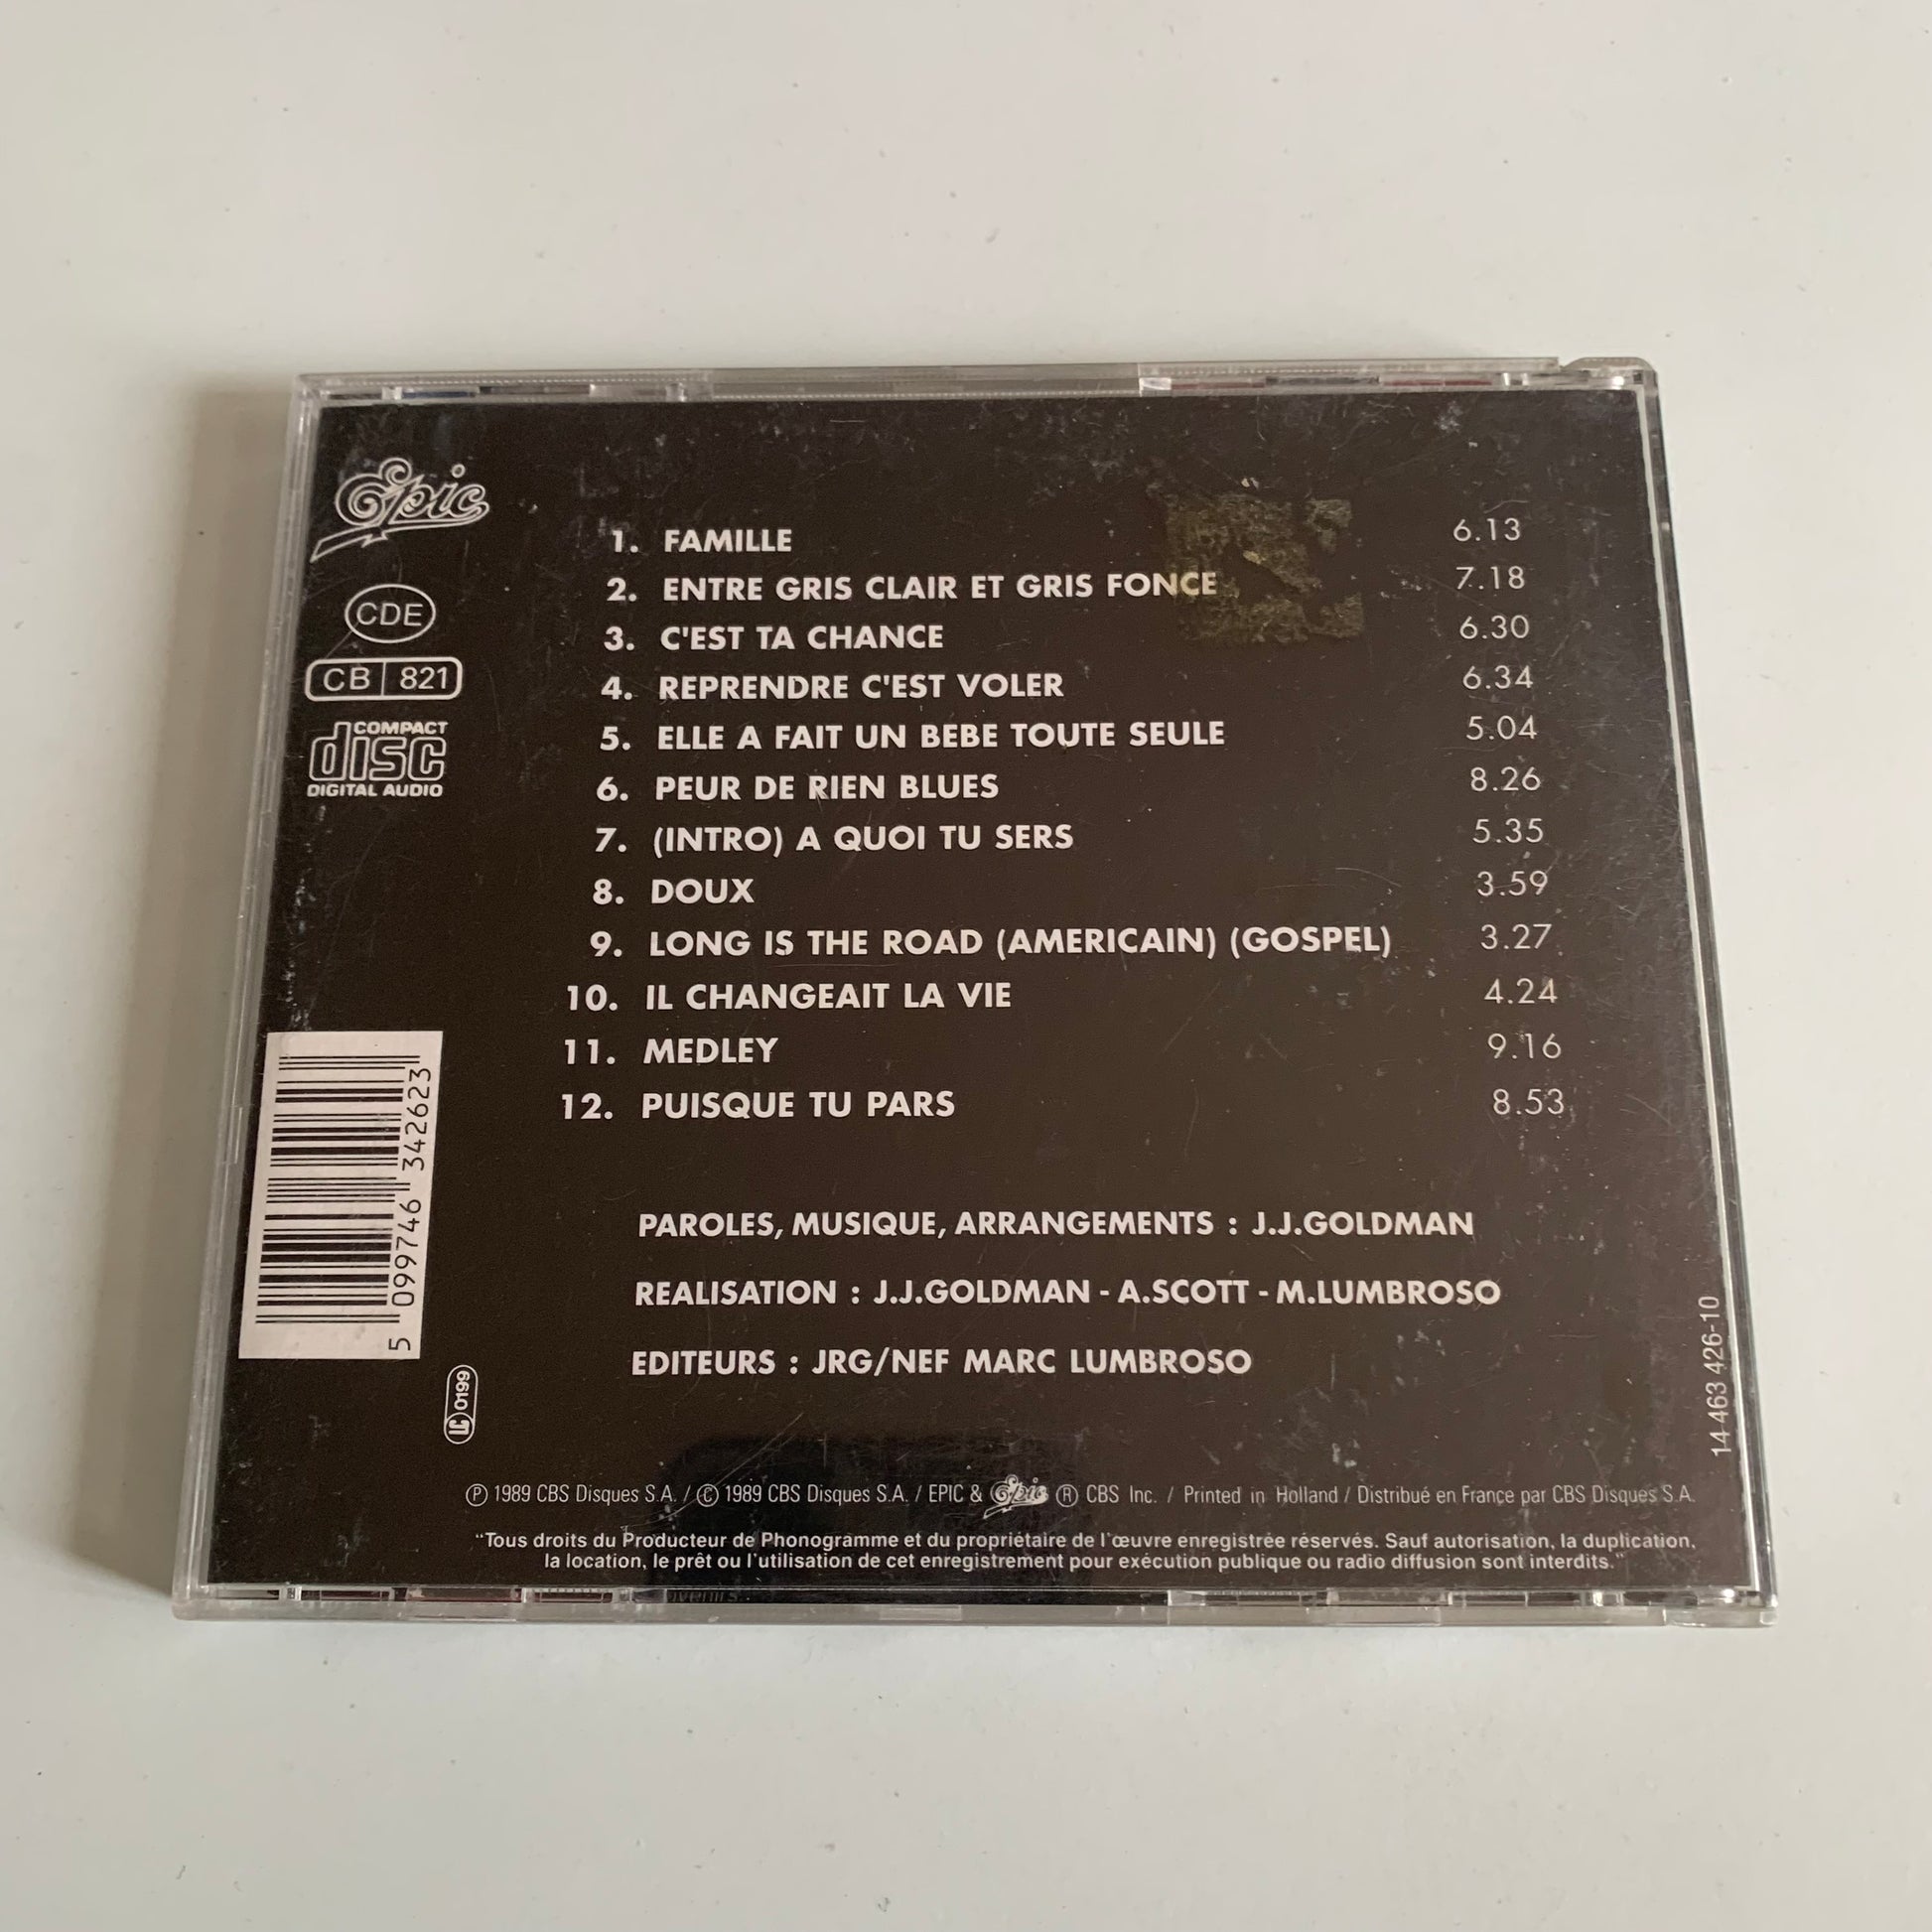 Epic
CDE
CB 821
COMPACT
disc
DIGITAL AUDIO
1. FAMILLE 6.13
2. ENTRE GRIS CLAIR ET GRIS FONCE 7.18
3. C'EST TA CHANCE 6.30
4. REPRENDRE C'EST VOLER 6.34
5. ELLE A FAIT UN BEBE TOUTE SEULE 5.04
6. PEUR DE RIEN BLUES 8.26
7. (INTRO) A QUOI TU SERS 5.35
8. DOUX 3.59
9. LONG IS THE ROAD (AMERICAIN) (GOSPEL) 3.27
10. IL CHANGEAIT LA VIE 4.24
11. MEDLEY 9.16
12. PUISQUE TU PARS 8.53
5 099746 342623
PAROLES, MUSIQUE, ARRANGEMENTS : J.J.GOLDMAN
REALISATION : J.J.GOLDMAN - A.SCOTT - M.LUMBROSO
EDITEURS : JRG/NEF MARC LUMBROSO
LC 0199
14-463 426-10
Ⓟ 1989 CBS Disques S.A. / © 1989 CBS Disques S.A. / EPIC & Epic ® CBS Inc. / Printed in Holland / Distribué en France par CBS Disques S.A.
"Tous droits du Producteur de Phonogramme et du propriétaire de l'œuvre enregistrée réservés. Sauf autorisation, la duplication,
la location, le prêt ou l'utilisation de cet enregistrement pour exécution publique ou radio diffusion sont interdits."